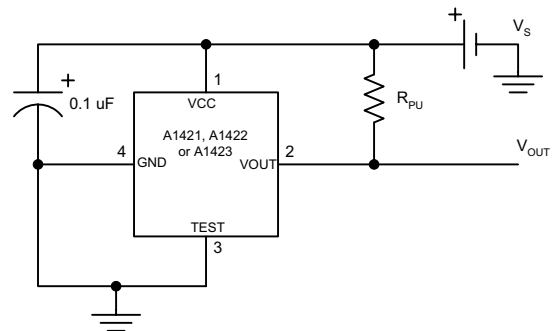 +
V_S
+
1
VCC
0.1 uF
R_PU
A1421, A1422
or A1423
4
GND
VOUT
2
V_OUT
TEST
3